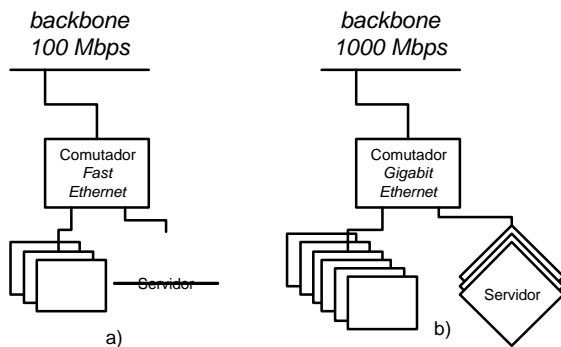 backbone
100 Mbps
backbone
1000 Mbps
Comutador
Fast
Ethernet
Comutador
Gigabit
Ethernet
Servidor
Servidor
a)
b)